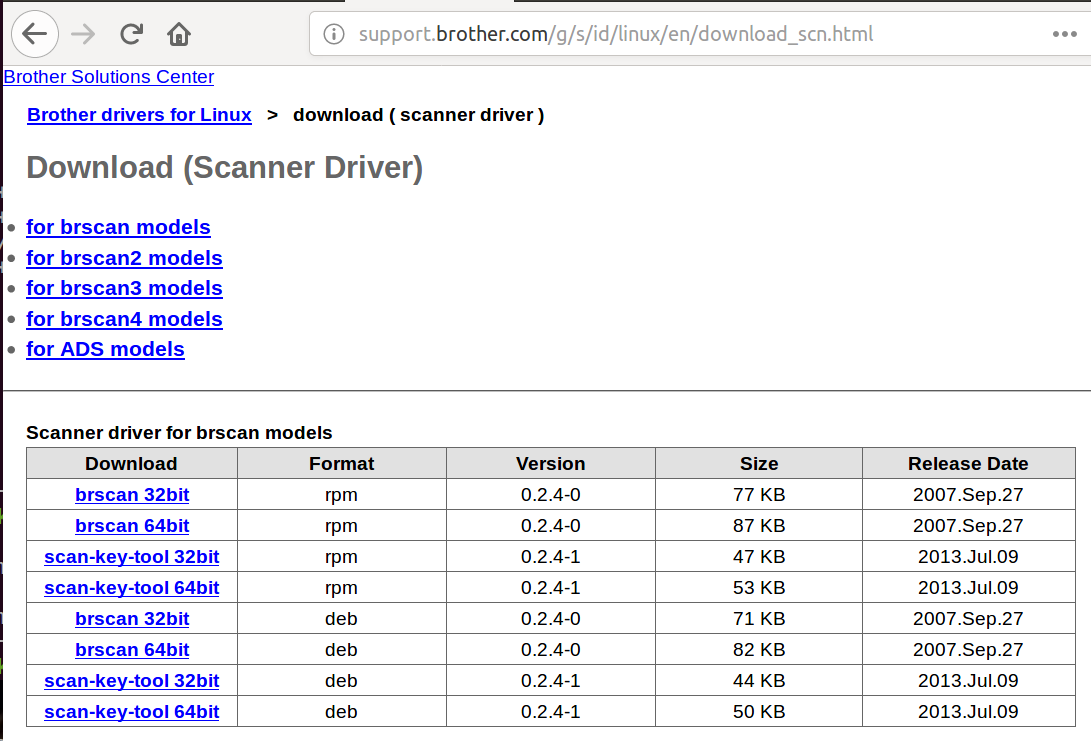 support.brother.com/g/s/id/linux/en/download_scn.html
Brother Solutions Center
Brother drivers for Linux > download ( scanner driver )
Download (Scanner Driver)
for brscan models
for brscan2 models
for brscan3 models
for brscan4 models
for ADS models
Scanner driver for brscan models
Download Format Version Size Release Date
brscan 32bit rpm 0.2.4-0 77 KB 2007.Sep.27
brscan 64bit rpm 0.2.4-0 87 KB 2007.Sep.27
scan-key-tool 32bit rpm 0.2.4-1 47 KB 2013.Jul.09
scan-key-tool 64bit rpm 0.2.4-1 53 KB 2013.Jul.09
brscan 32bit deb 0.2.4-0 71 KB 2007.Sep.27
brscan 64bit deb 0.2.4-0 82 KB 2007.Sep.27
scan-key-tool 32bit deb 0.2.4-1 44 KB 2013.Jul.09
scan-key-tool 64bit deb 0.2.4-1 50 KB 2013.Jul.09